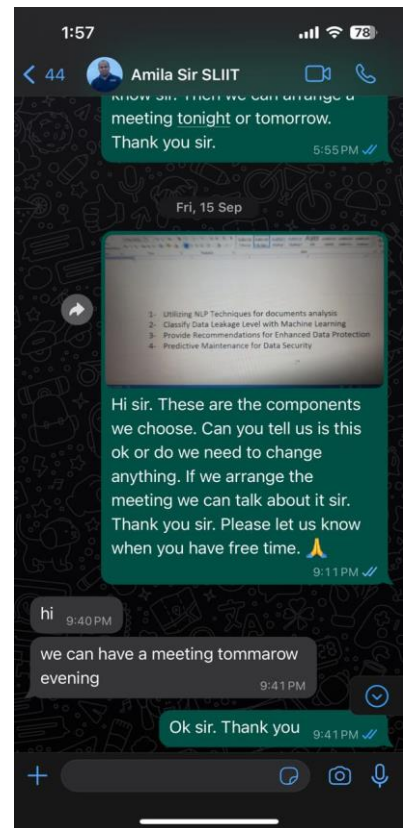 1:57
78
44
Amila Sir SLIIT
know sir. Then we can arrange a
meeting tonight or tomorrow.
Thank you sir.
5:55 PM
Fri, 15 Sep
1- Utilizing NLP Techniques for documents analysis
2- Classify Data Leakage Level with Machine Learning
3- Provide Recommendations for Enhanced Data Protection
4- Predictive Maintenance for Data Security
Hi sir. These are the components
we choose. Can you tell us is this
ok or do we need to change
anything. If we arrange the
meeting we can talk about it sir.
Thank you sir. Please let us know
when you have free time. 🙏
9:11 PM
hi 9:40 PM
we can have a meeting tommarow
evening
9:41 PM
Ok sir. Thank you 9:41 PM